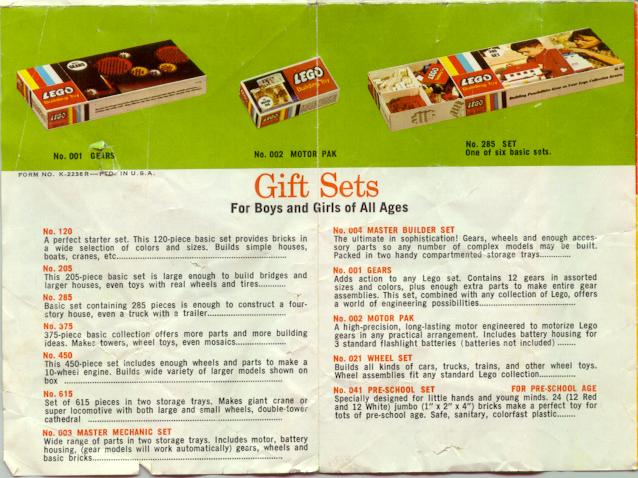 LEGO
Building Toy
GEARS
LEGO
Building Toy
LEGO
285 SET
LEGO
Building Toy
Building Possibilities Grow as Your Lego Collection Grows
No. 001 GEARS
No. 002 MOTOR PAK
No. 285 SET
One of six basic sets.
FORM NO. K-2236R—PTD. IN U.S.A.
Gift Sets
For Boys and Girls of All Ages
No. 120
A perfect starter set. This 120-piece basic set provides bricks in
a wide selection of colors and sizes. Builds simple houses,
boats, cranes, etc.
No. 205
This 205-piece basic set is large enough to build bridges and
larger houses, even toys with real wheels and tires
No. 285
Basic set containing 285 pieces is enough to construct a four-
story house, even a truck with a trailer
No. 375
375-piece basic collection offers more parts and more building
ideas. Makes towers, wheel toys, even mosaics
No. 450
This 450-piece set includes enough wheels and parts to make a
10-wheel engine. Builds wide variety of larger models shown on
box
No. 615
Set of 615 pieces in two storage trays. Makes giant crane or
super locomotive with both large and small wheels, double-tower
cathedral
No. 003 MASTER MECHANIC SET
Wide range of parts in two storage trays. Includes motor, battery
housing, (gear models will work automatically) gears, wheels and
basic bricks
No. 004 MASTER BUILDER SET
The ultimate in sophistication! Gears, wheels and enough acces-
sory parts so any number of complex models may be built.
Packed in two handy compartmented storage trays
No. 001 GEARS
Adds action to any Lego set. Contains 12 gears in assorted
sizes and colors, plus enough extra parts to make entire gear
assemblies. This set, combined with any collection of Lego, offers
a world of engineering possibilities
No. 002 MOTOR PAK
A high-precision, long-lasting motor engineered to motorize Lego
gears in any practical arrangement. Includes battery housing for
3 standard flashlight batteries (batteries not included)
No. 021 WHEEL SET
Builds all kinds of cars, trucks, trains, and other wheel toys.
Wheel assemblies fit any standard Lego collection
No. 041 PRE-SCHOOL SET FOR PRE-SCHOOL AGE
Specially designed for little hands and young minds. 24 (12 Red
and 12 White) jumbo (1" x 2" x 4") bricks make a perfect toy for
tots of pre-school age. Safe, sanitary, colorfast plastic